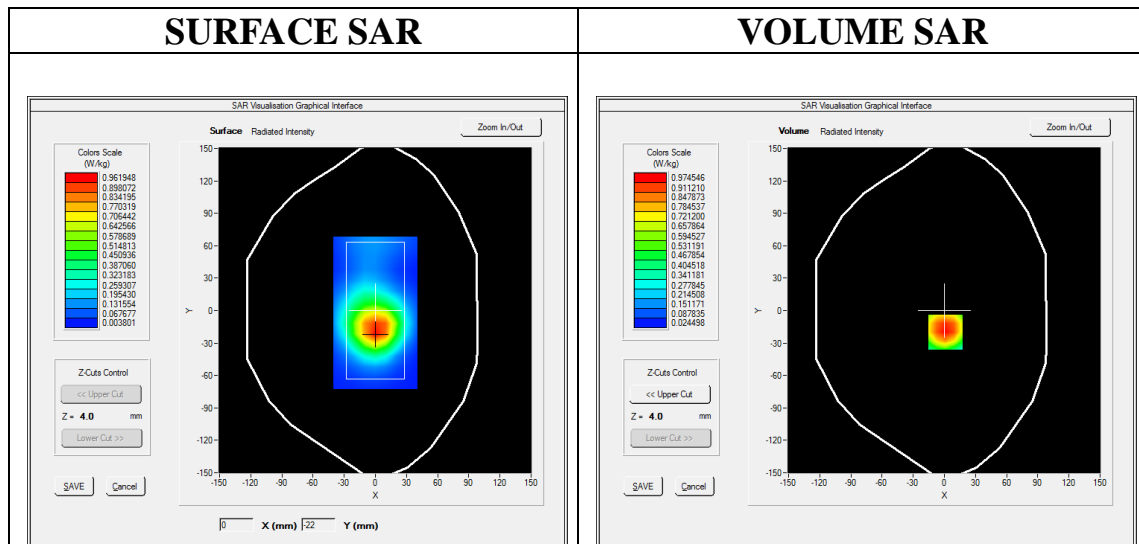 SURFACE SAR
SAR Visualisation Graphical Interface
Surface Radiated Intensity
Zoom In/Out
Colors Scale
(W/kg)
0.961948
0.898072
0.834195
0.770319
0.706442
0.642566
0.578689
0.514813
0.450936
0.387060
0.323183
0.259307
0.195430
0.131554
0.067677
0.003801
Z-Cuts Control
<< Upper Cut
Z = 4.0 mm
Lower Cut >>
SAVE Cancel
150
120
90
60
30
0
-30
-60
-90
-120
-150
Y
-150 -120 -90 -60 -30 0 30 60 90 120 150
X
0 X (mm) -22 Y (mm)
VOLUME SAR
SAR Visualisation Graphical Interface
Volume Radiated Intensity
Zoom In/Out
Colors Scale
(W/kg)
0.974546
0.911210
0.847873
0.784537
0.721200
0.657864
0.594527
0.531191
0.467854
0.404518
0.341181
0.277845
0.214508
0.151171
0.087835
0.024498
Z-Cuts Control
<< Upper Cut
Z = 4.0 mm
Lower Cut >>
SAVE Cancel
150
120
90
60
30
0
-30
-60
-90
-120
-150
Y
-150 -120 -90 -60 -30 0 30 60 90 120 150
X